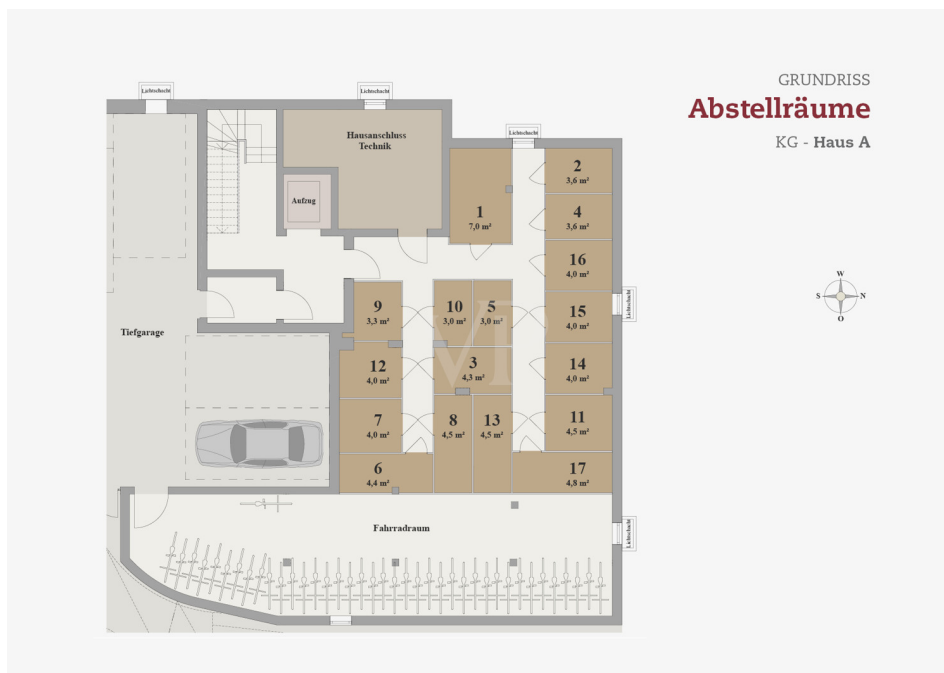 GRUNDRISS
Abstellräume
KG - Haus A
Lichtschacht
Lichtschacht
Lichtschacht
Hausanschluss
Technik
Aufzug
Tiefgarage
1
7,0 m²
2
3,6 m²
4
3,6 m²
16
4,0 m²
15
4,0 m²
14
4,0 m²
11
4,5 m²
17
4,8 m²
9
3,3 m²
10
3,0 m²
5
3,0 m²
12
4,0 m²
3
4,3 m²
7
4,0 m²
8
4,5 m²
13
4,5 m²
6
4,4 m²
Lichtschacht
Lichtschacht
Fahrradraum
W
S
N
O
VP